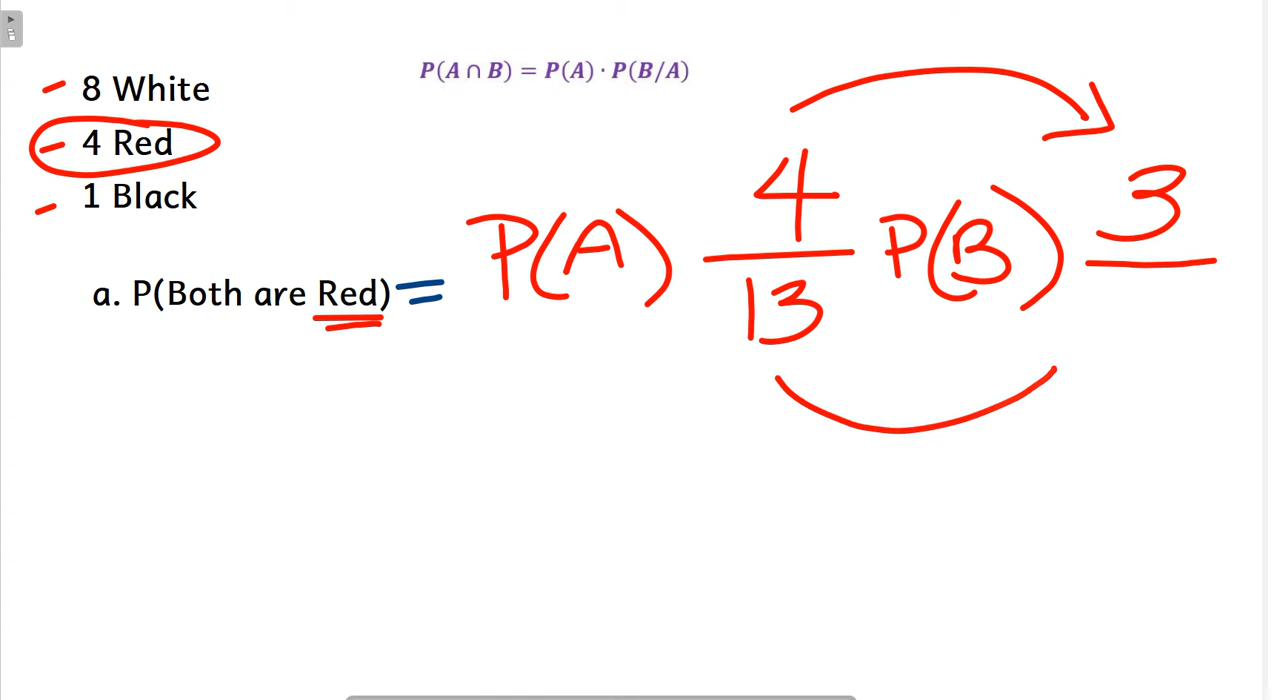 P(A ∩ B) = P(A) · P(B/A)
8 White
4 Red
1 Black
a. P(Both are Red) =
P(A) 4/13 P(B) 3